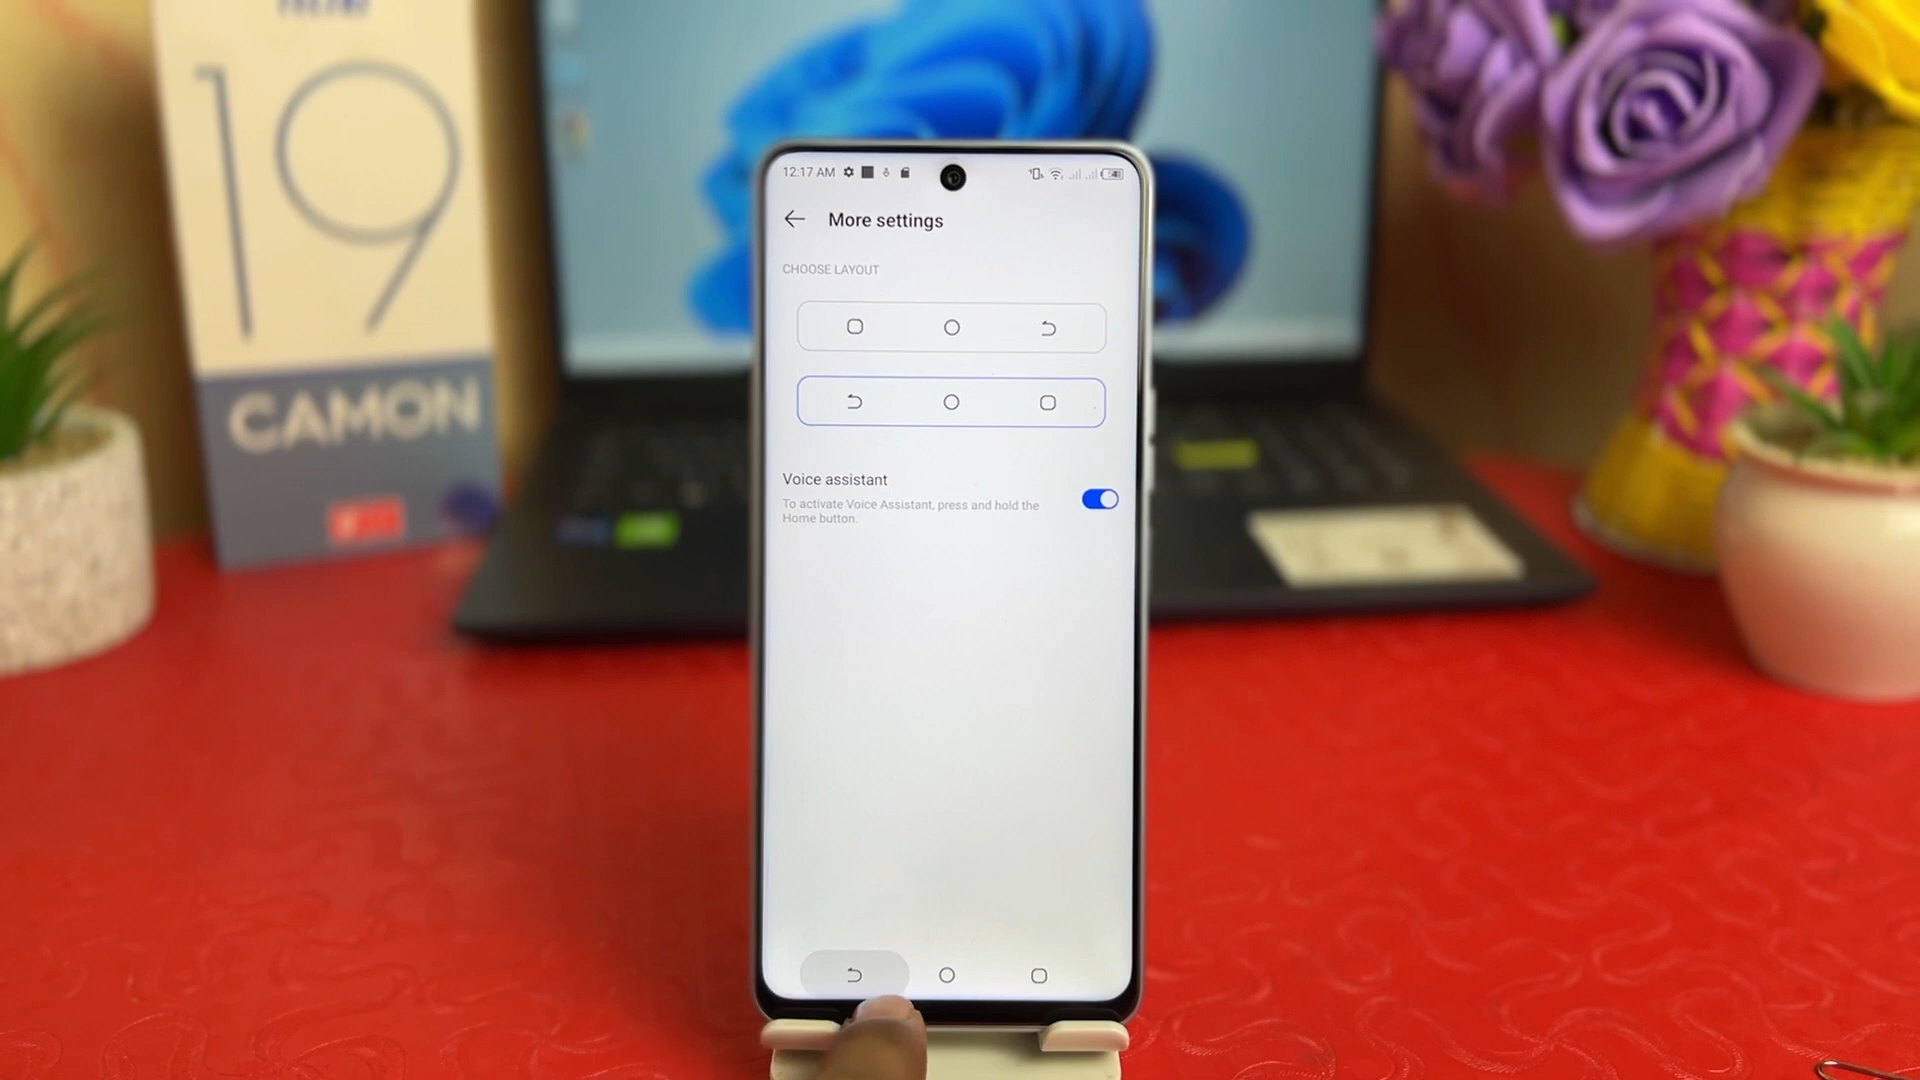 19
CAMON
12:17 AM
More settings
CHOOSE LAYOUT
Voice assistant
To activate Voice Assistant, press and hold the
Home button.